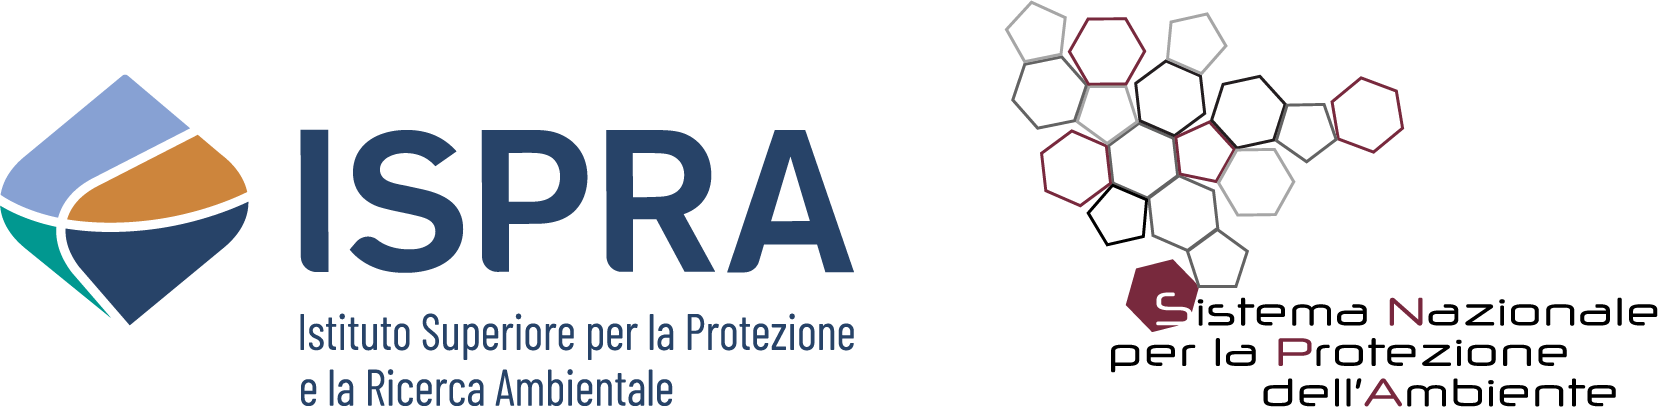 ISPRA
Istituto Superiore per la Protezione
e la Ricerca Ambientale
Sistema Nazionale
per la Protezione
dell'Ambiente